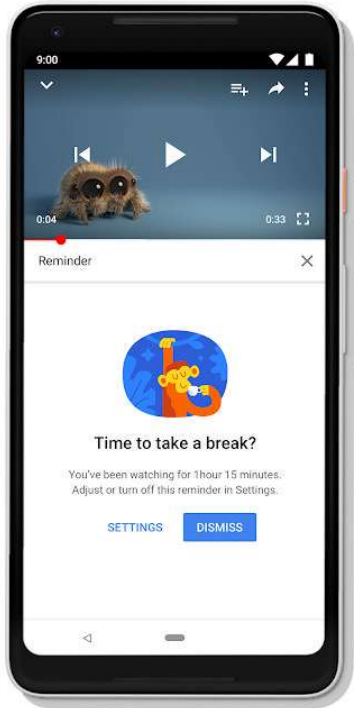 9:00
0:04
0:33
Reminder
Time to take a break?
You've been watching for 1hour 15 minutes.
Adjust or turn off this reminder in Settings.
SETTINGS
DISMISS